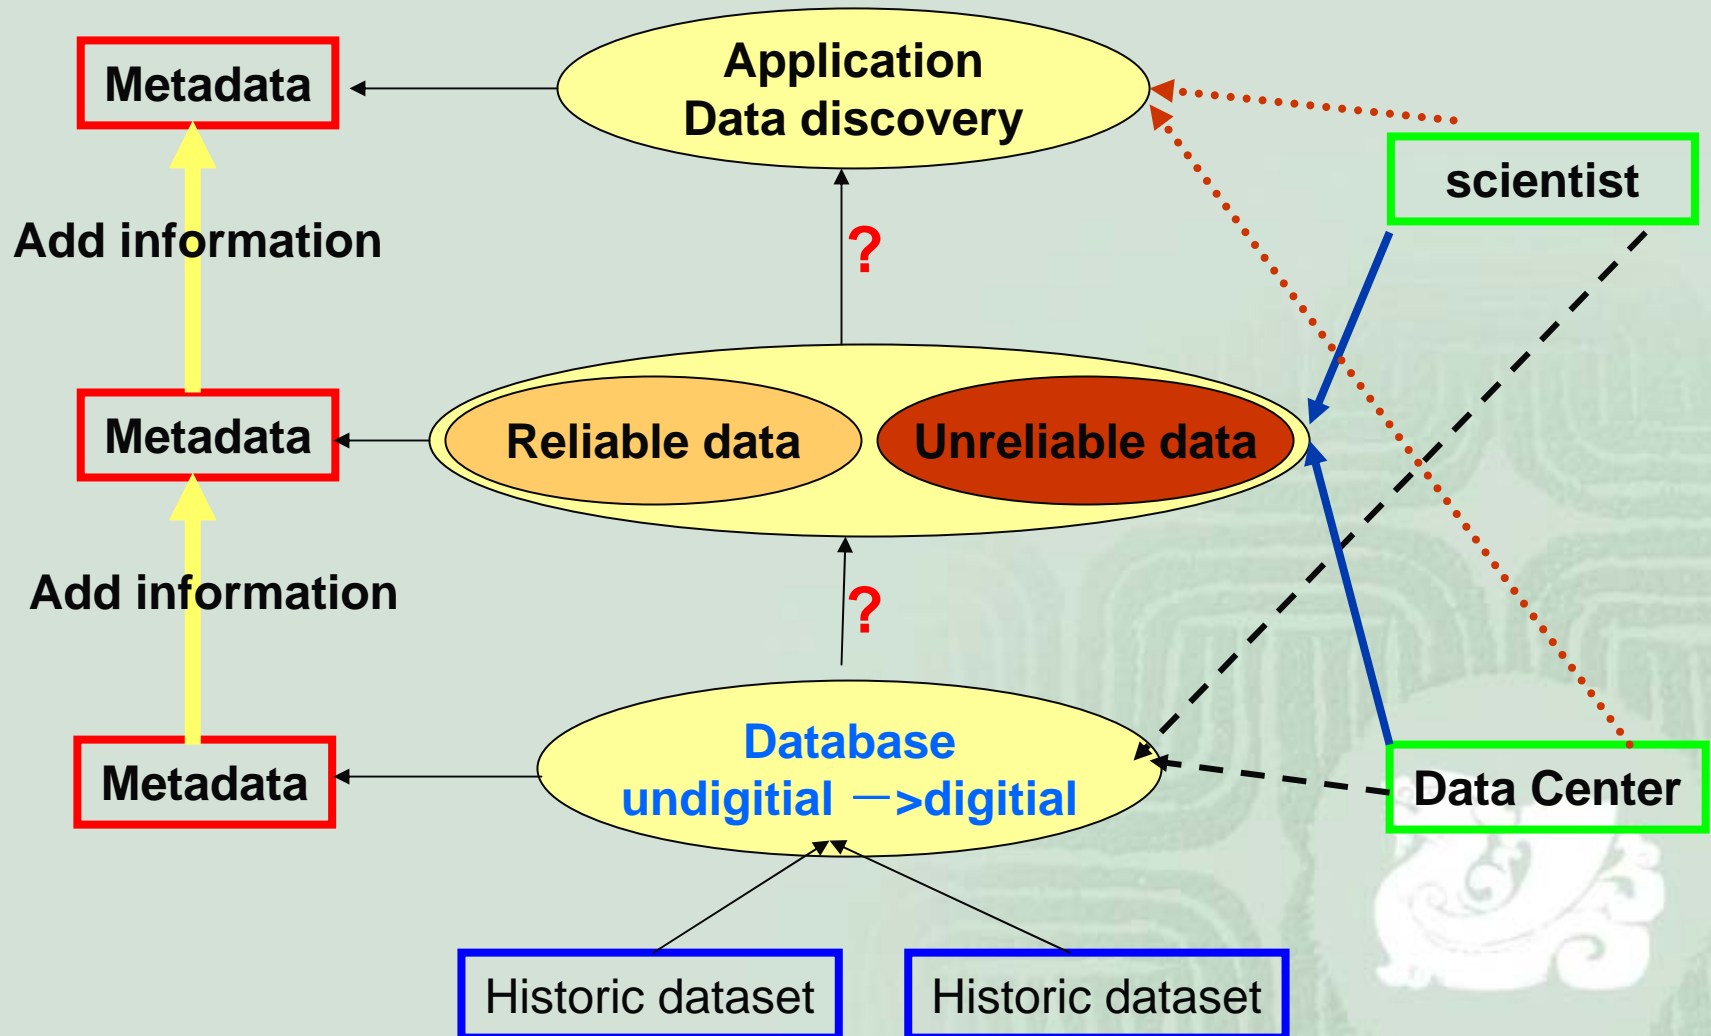 Metadata
Application
Data discovery
scientist
Add information
?
Metadata
Reliable data
Unreliable data
Add information
?
Metadata
Database
undigitial —>digitial
Data Center
Historic dataset
Historic dataset